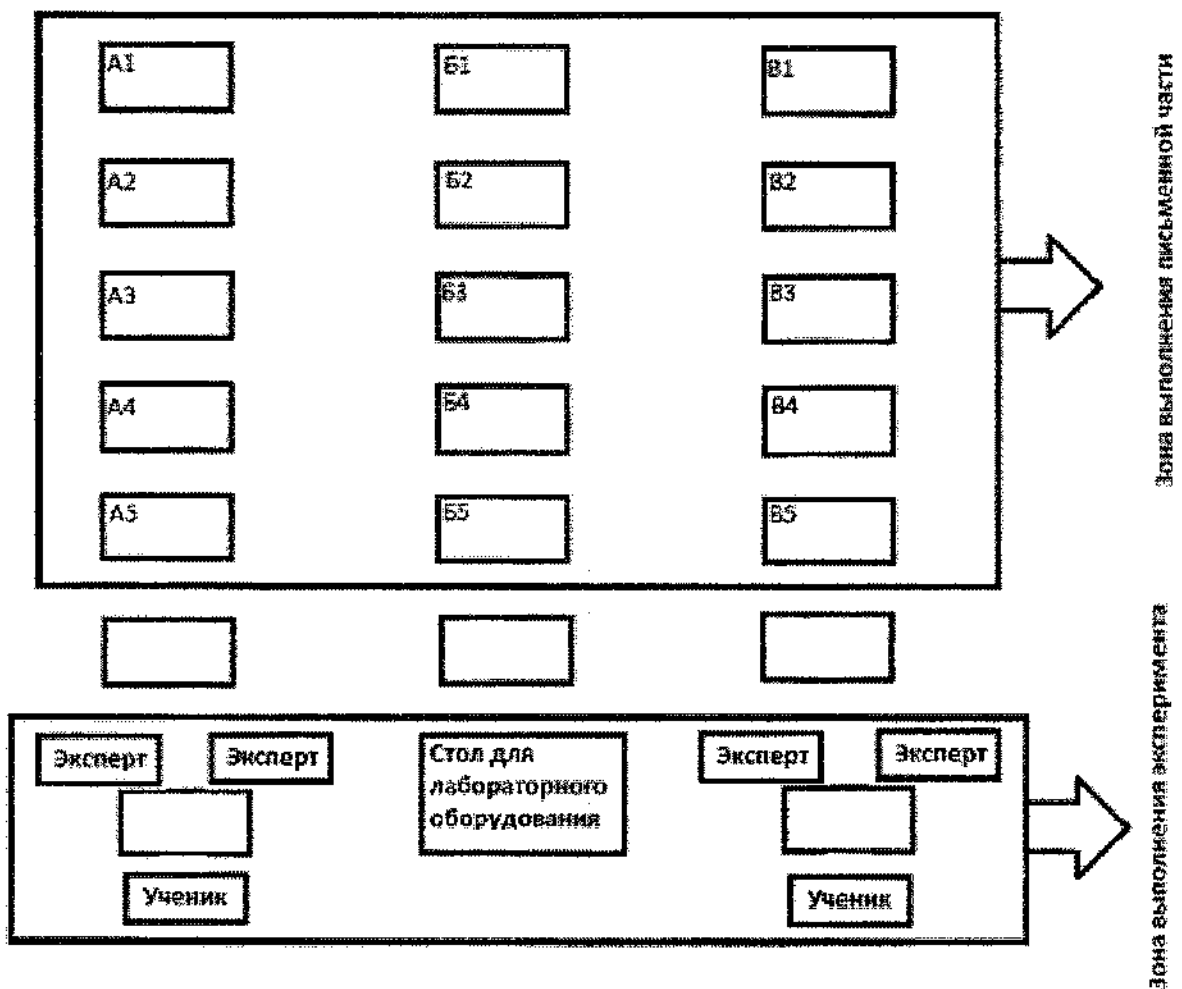 А1
Б1
В1
А2
Б2
В2
А3
Б3
В3
А4
Б4
В4
А5
Б5
В5
Зона выполнения письменной части
Эксперт
Эксперт
Стол для
лабораторного
оборудования
Эксперт
Эксперт
Ученик
Ученик
Зона выполнения эксперимента